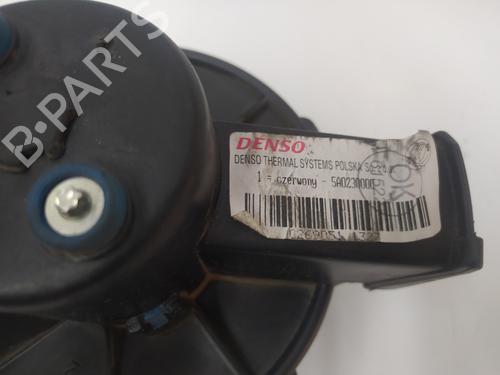 DENSO
DENSO THERMAL SYSTEMS POLSKA
1 = czerwony - 5A0230000
OK
B-PARTS